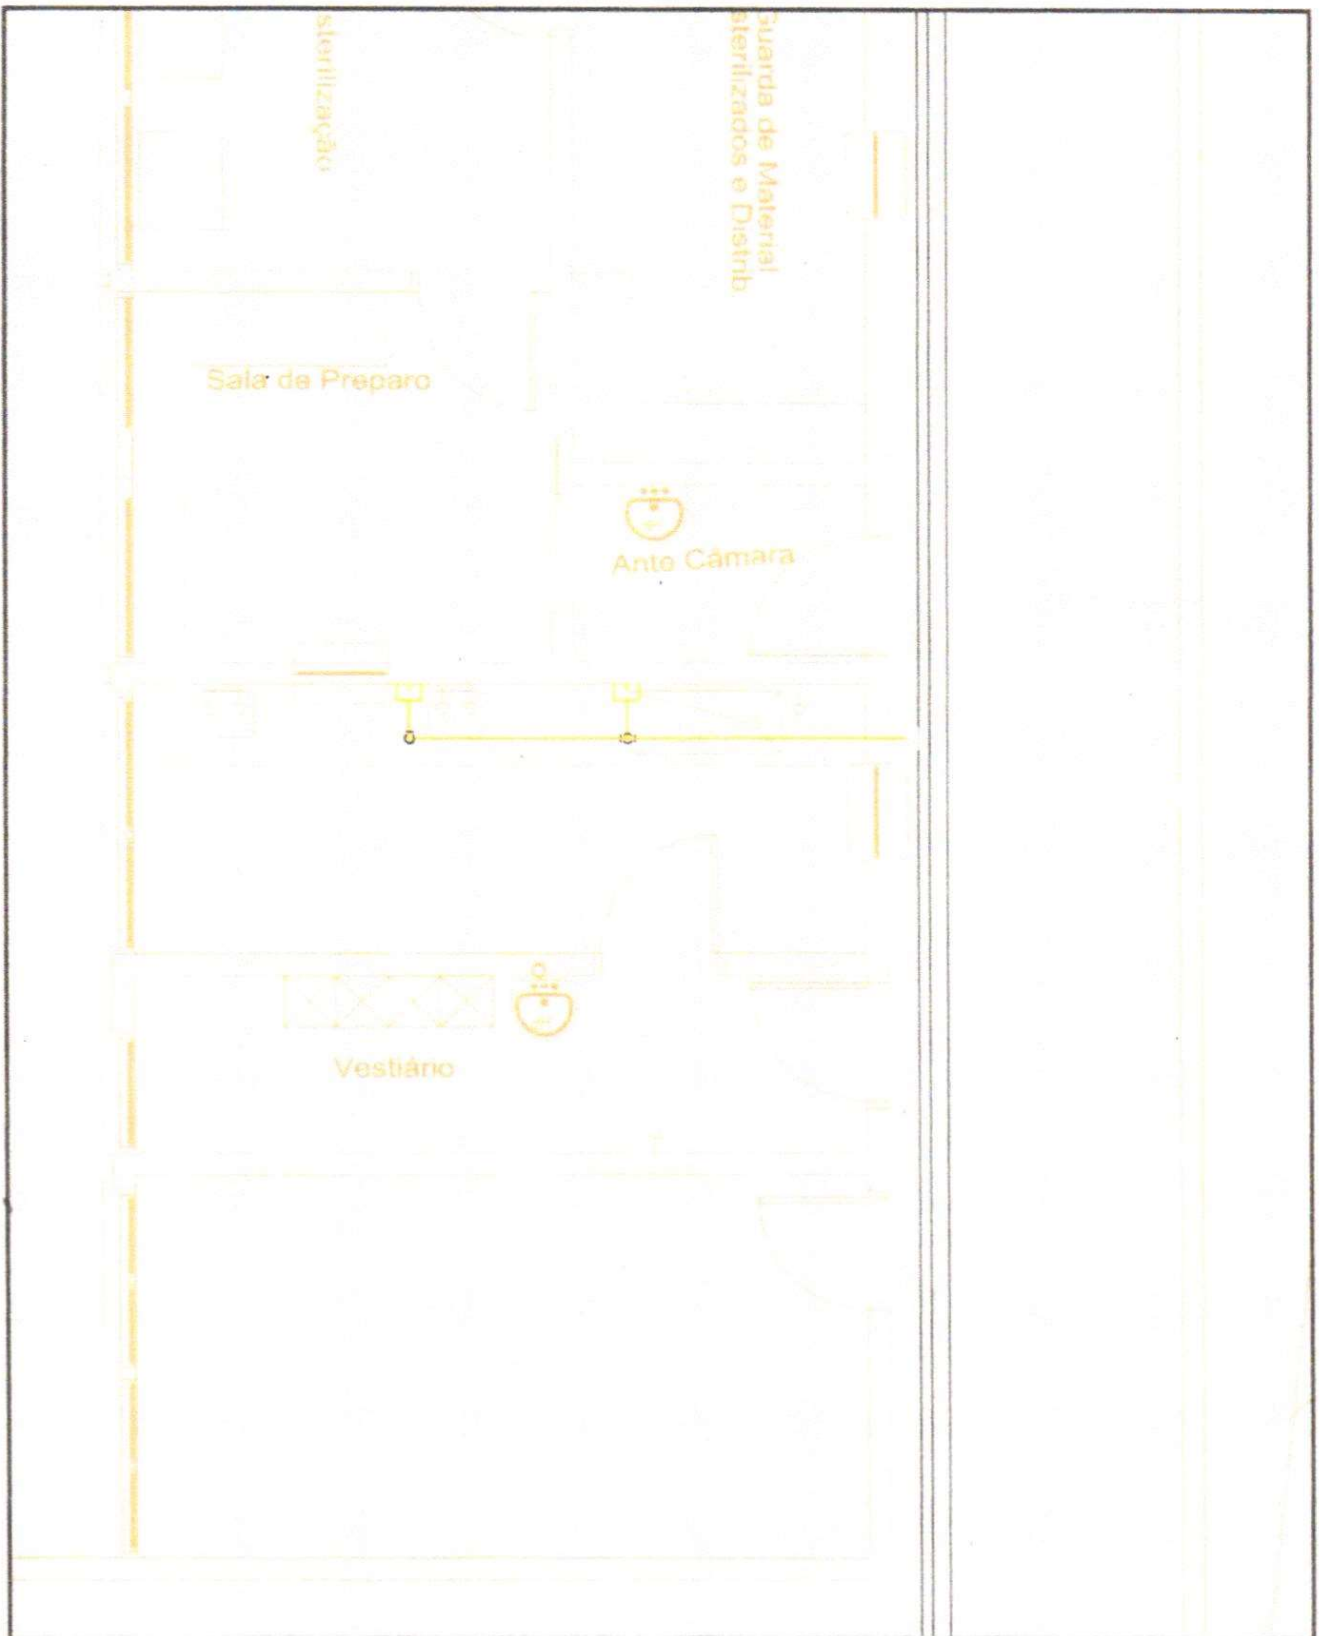 sterilização
Guarda de Material
sterilizados e Distrib.
Sala de Preparo
Ante Câmara
Vestiário